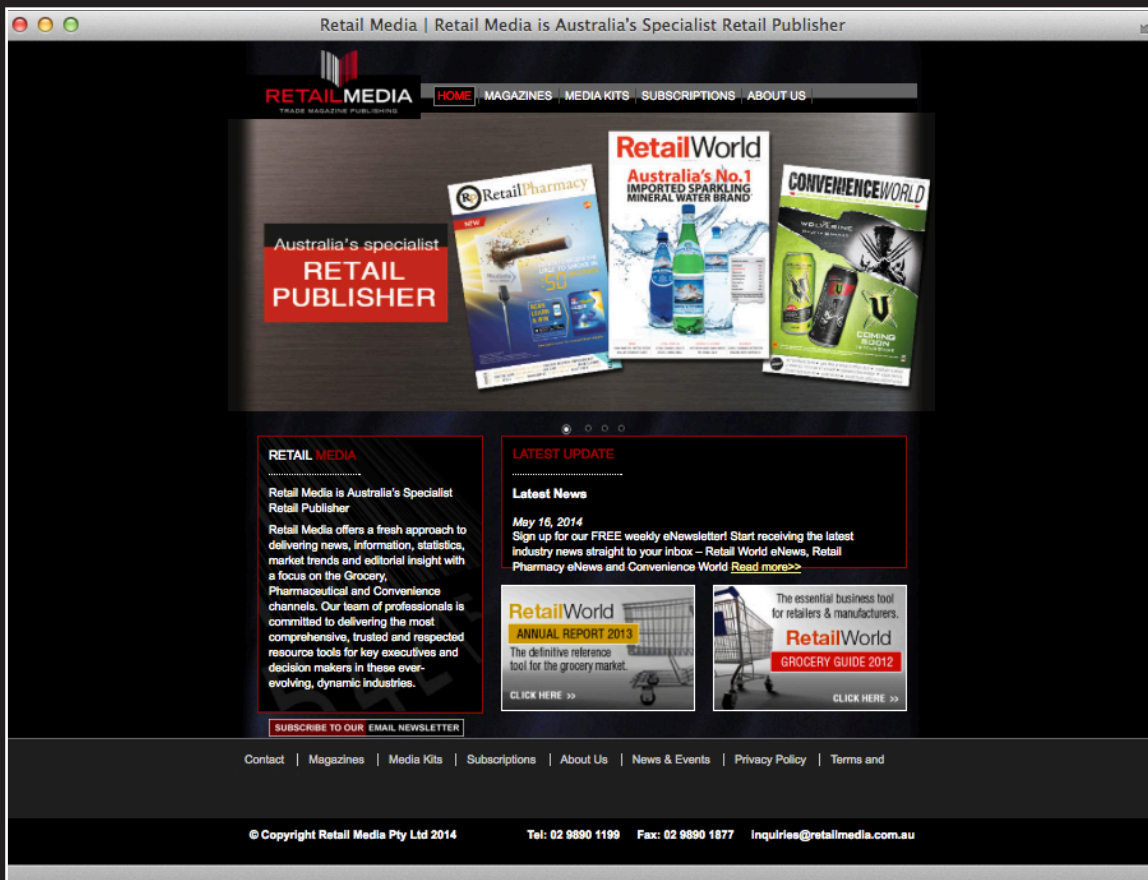 Retail Media | Retail Media is Australia's Specialist Retail Publisher
RETAILMEDIA
TRADE MAGAZINE PUBLISHING
HOME
MAGAZINES
MEDIA KITS
SUBSCRIPTIONS
ABOUT US
Australia's specialist
RETAIL
PUBLISHER
Rp RetailPharmacy
NEW
RetailWorld
Australia's No.1
IMPORTED SPARKLING
MINERAL WATER BRAND
CONVENIENCEWORLD
WOLVERINE
V
COMING
SOON
RETAIL MEDIA
Retail Media is Australia's Specialist
Retail Publisher
Retail Media offers a fresh approach to
delivering news, information, statistics,
market trends and editorial insight with
a focus on the Grocery,
Pharmaceutical and Convenience
channels. Our team of professionals is
committed to delivering the most
comprehensive, trusted and respected
resource tools for key executives and
decision makers in these ever-
evolving, dynamic industries.
SUBSCRIBE TO OUR EMAIL NEWSLETTER
LATEST UPDATE
Latest News
May 16, 2014
Sign up for our FREE weekly eNewsletter! Start receiving the latest
industry news straight to your inbox – Retail World eNews, Retail
Pharmacy eNews and Convenience World Read more>>
RetailWorld
ANNUAL REPORT 2013
The definitive reference
tool for the grocery market.
CLICK HERE >>
The essential business tool
for retailers & manufacturers.
RetailWorld
GROCERY GUIDE 2012
CLICK HERE >>
Contact | Magazines | Media Kits | Subscriptions | About Us | News & Events | Privacy Policy | Terms and
© Copyright Retail Media Pty Ltd 2014
Tel: 02 9890 1199 Fax: 02 9890 1877 inquiries@retailmedia.com.au